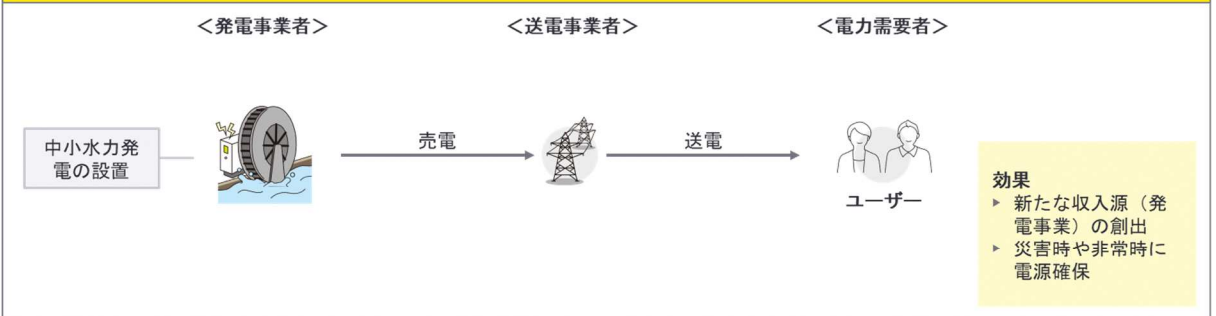 ＜発電事業者＞
＜送電事業者＞
＜電力需要者＞
中小水力発
電の設置
売電
送電
ユーザー
効果
▶ 新たな収入源（発
電事業）の創出
▶ 災害時や非常時に
電源確保